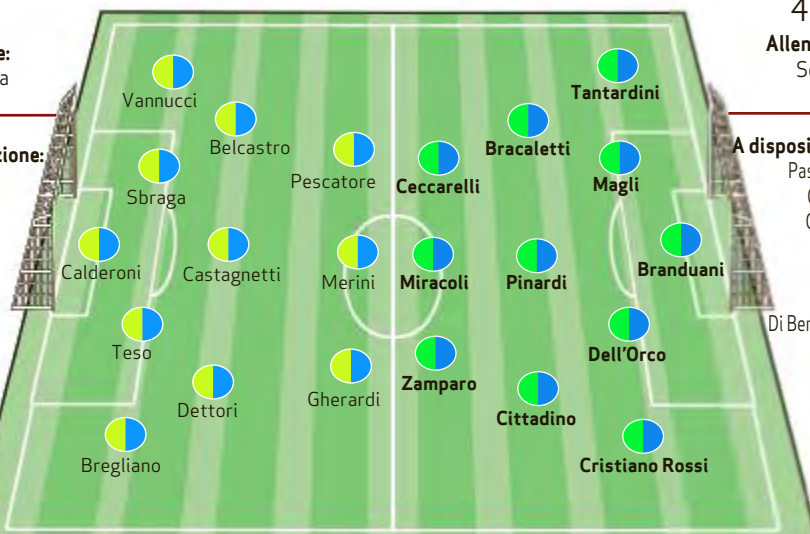 e:
a
zione:
Vannucci
Belcastro
Pescatore
Sbraga
Calderoni
Castagnetti
Merini
Teso
Dettori
Gherardi
Bregliano
Tantardini
Bracaletti
Ceccarelli
Magli
Miracoli
Pinardi
Branduani
Dell'Orco
Zamparo
Cittadino
Cristiano Rossi
4
Allen
S
A disposi
Pas
Di Ber